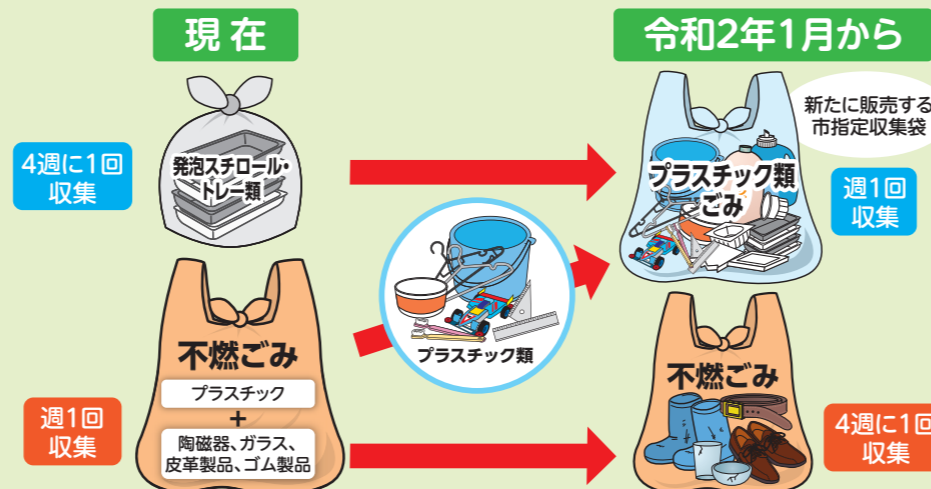 現在
令和2年1月から
4週に1回
収集
発泡スチロール・
トレー類
新たに販売する
市指定収集袋
プラスチック類
ごみ
週1回
収集
プラスチック類
不燃ごみ
プラスチック
+
陶磁器、ガラス、
皮革製品、ゴム製品
週1回
収集
不燃ごみ
4週に1回
収集